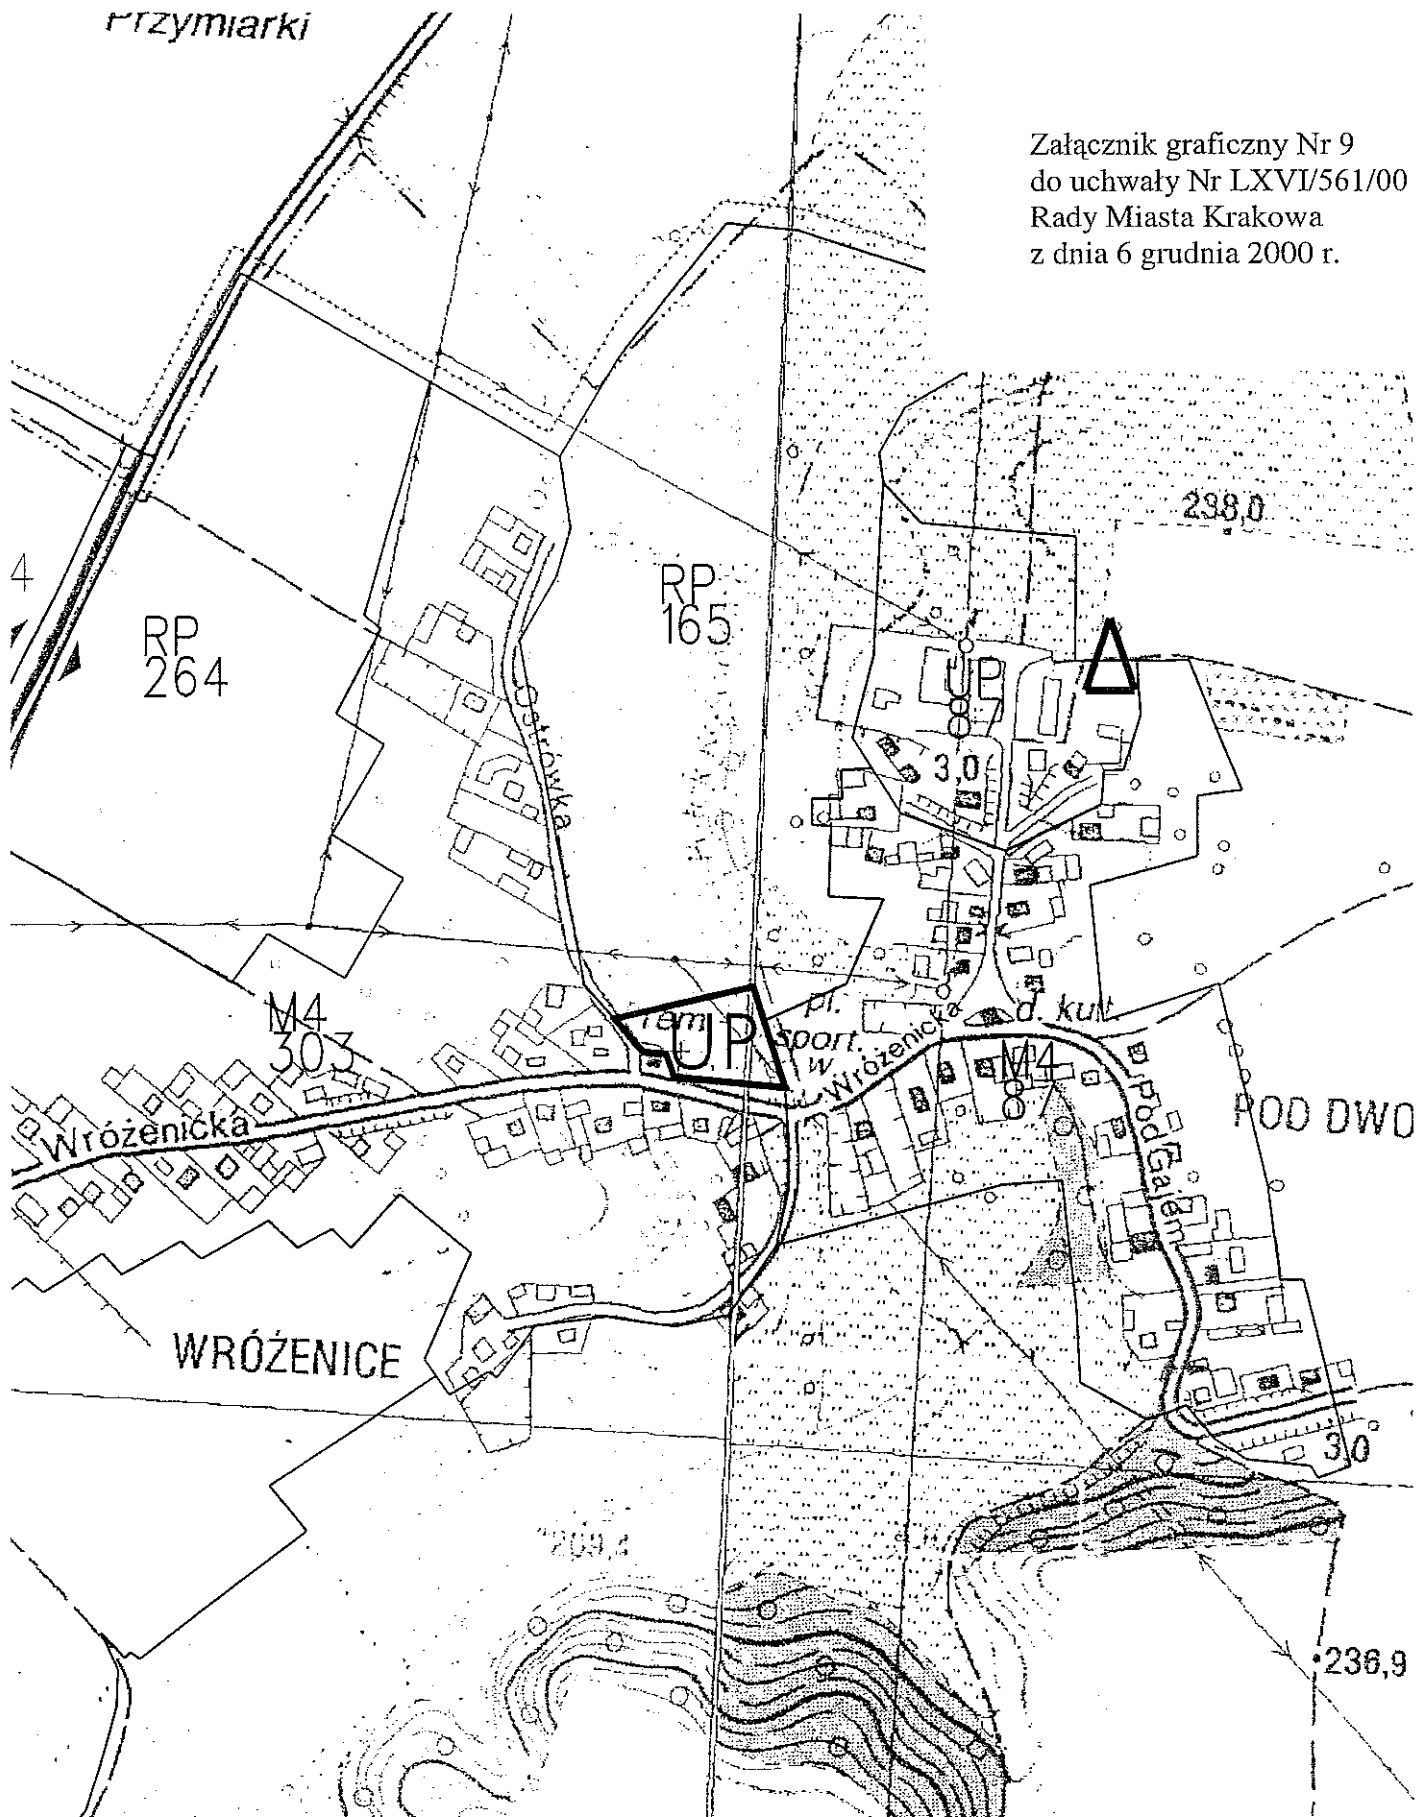 Przymiarki
Załącznik graficzny Nr 9
do uchwały Nr LXVI/561/00
Rady Miasta Krakowa
z dnia 6 grudnia 2000 r.
238,0
4
RP
165
RP
264
UP
8
3,0
Ostrówka
M4
303
rem.
UP
pl.
sport.
w
Wróżenicka
d. kult.
M4
87
Wróżenicka
Pod Gajem
POD DWO
WRÓŻENICE
3,0
236,9